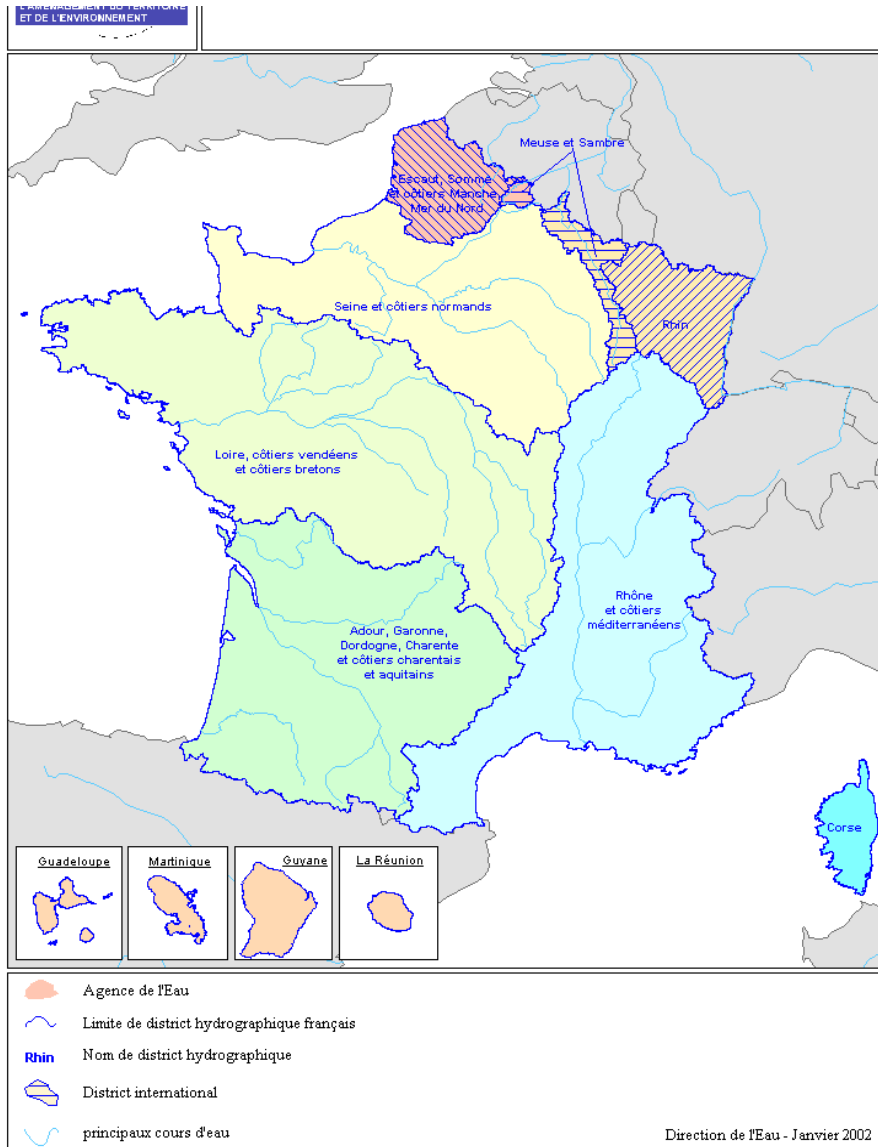 L'AMENAGEMENT DU TERRITOIRE
ET DE L'ENVIRONNEMENT
Meuse et Sambre
Escaut, Somme
et côtiers Manche
Mer du Nord
Seine et côtiers normands
Rhin
Loire, côtiers vendéens
et côtiers bretons
Rhône
et côtiers
méditerranéens
Adour, Garonne,
Dordogne, Charente
et côtiers charentais
et aquitains
Corse
Guadeloupe
Martinique
Guyane
La Réunion
Agence de l'Eau
Limite de district hydrographique français
Rhin
Nom de district hydrographique
District international
principaux cours d'eau
Direction de l'Eau - Janvier 2002